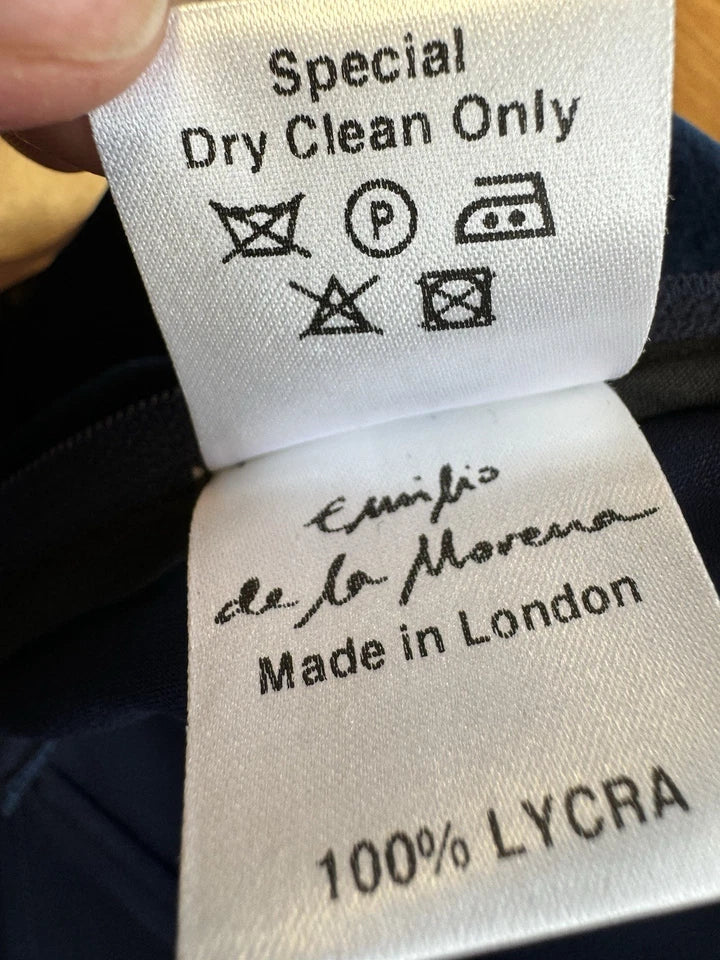 Special
Dry Clean Only
P
Emilio
de la Morena
Made in London
100% LYCRA